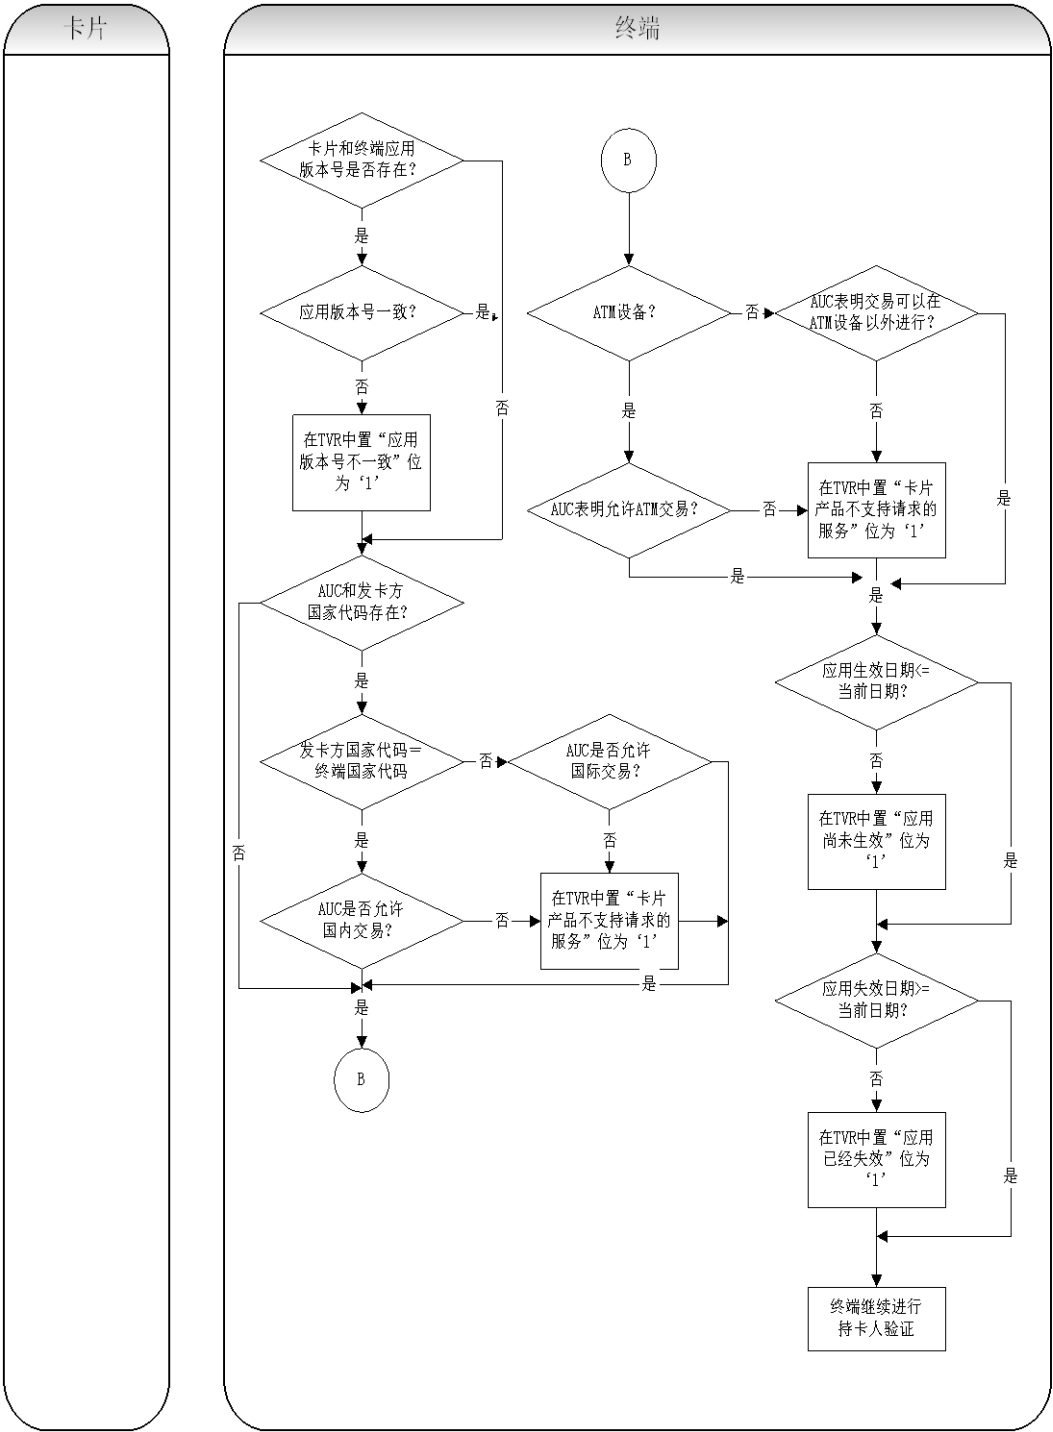 卡片
终端
卡片和终端应用
版本号是否存在?
是
应用版本号一致?
是
否
否
在TVR中置“应用
版本号不一致”位
为‘1’
AUC和发卡方
国家代码存在?
是
否
发卡方国家代码=
终端国家代码
否
AUC是否允许
国际交易?
是
否
AUC是否允许
国内交易?
否
在TVR中置“卡片
产品不支持请求的
服务”位为‘1’
是
是
B
B
ATM设备?
否
AUC表明交易可以在
ATM设备以外进行?
是
否
是
AUC表明允许ATM交易?
否
在TVR中置“卡片
产品不支持请求的
服务”位为‘1’
是
是
应用生效日期<=
当前日期?
否
在TVR中置“应用
尚未生效”位为
‘1’
是
应用失效日期>=
当前日期?
否
在TVR中置“应用
已经失效”位为
‘1’
是
终端继续进行
持卡人验证